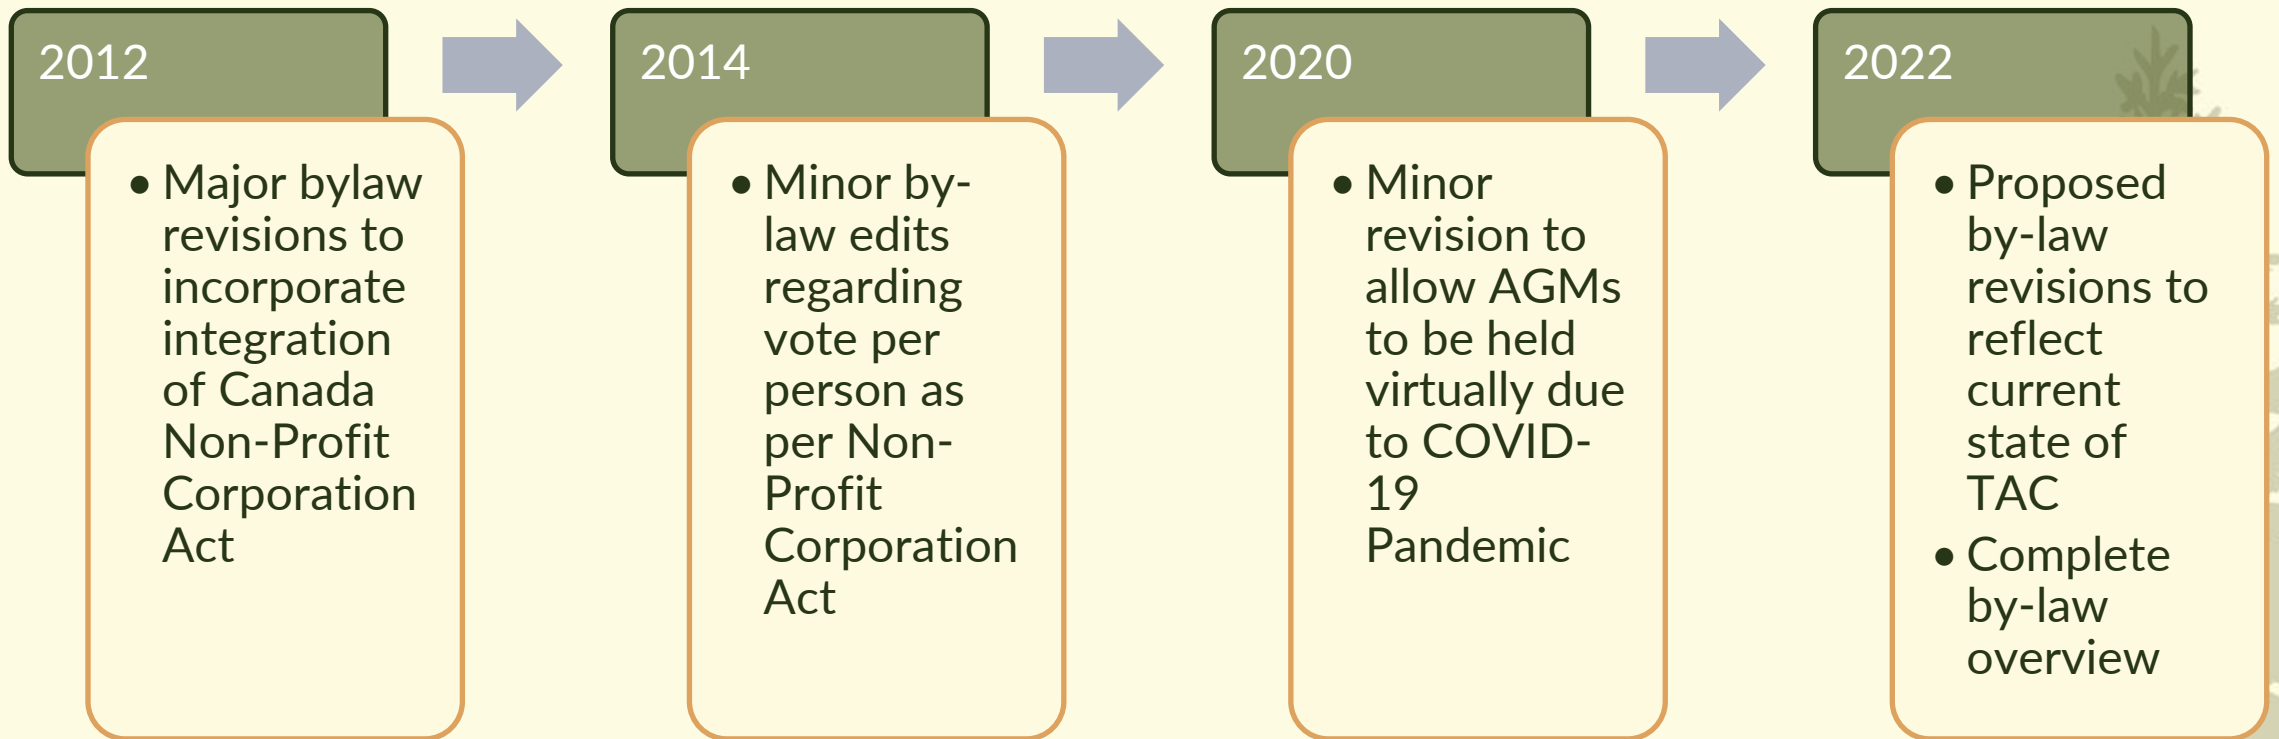 2012
• Major bylaw
revisions to
incorporate
integration
of Canada
Non-Profit
Corporation
Act
2014
• Minor by-
law edits
regarding
vote per
person as
per Non-
Profit
Corporation
Act
2020
• Minor
revision to
allow AGMs
to be held
virtually due
to COVID-
19
Pandemic
2022
• Proposed
by-law
revisions to
reflect
current
state of
TAC
• Complete
by-law
overview